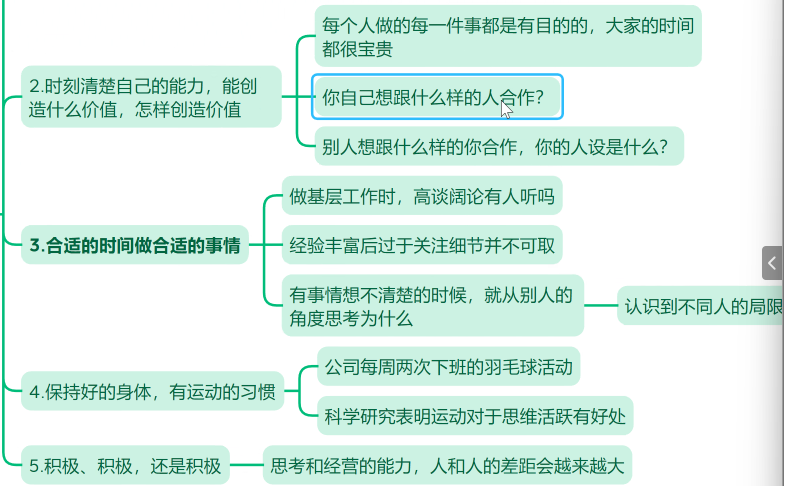 每个人做的每一件事都是有目的的，大家的时间
都很宝贵
2.时刻清楚自己的能力，能创
造什么价值，怎样创造价值
你自己想跟什么样的人合作？
别人想跟什么样的你合作，你的人设是什么？
做基层工作时，高谈阔论有人听吗
3.合适的时间做合适的事情
经验丰富后过于关注细节并不可取
有事情想不清楚的时候，就从别人的
角度思考为什么
认识到不同人的局限
公司每周两次下班的羽毛球活动
4.保持好的身体，有运动的习惯
科学研究表明运动对于思维活跃有好处
5.积极、积极，还是积极
思考和经营的能力，人和人的差距会越来越大